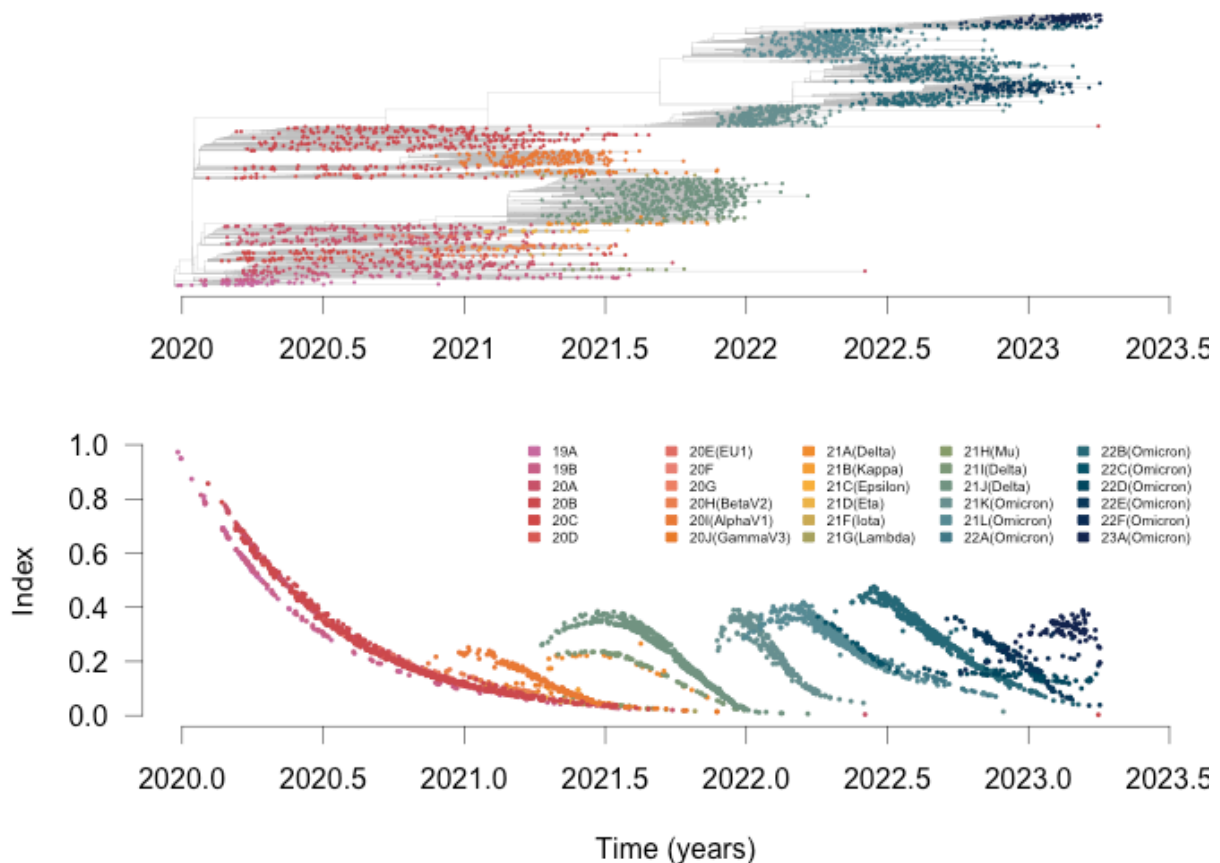 2020 2020.5 2021 2021.5 2022 2022.5 2023 2023.5
1.0
0.8
0.6
0.4
0.2
0.0
Index
19A 20E(EU1) 21A(Delta) 21H(Mu) 22B(Omicron)
19B 20F 21B(Kappa) 21I(Delta) 22C(Omicron)
20A 20G 21C(Epsilon) 21J(Delta) 22D(Omicron)
20B 20H(BetaV2) 21D(Eta) 21K(Omicron) 22E(Omicron)
20C 20I(AlphaV1) 21F(Iota) 21L(Omicron) 22F(Omicron)
20D 20J(GammaV3) 21G(Lambda) 22A(Omicron) 23A(Omicron)
2020.0 2020.5 2021.0 2021.5 2022.0 2022.5 2023.0 2023.5
Time (years)